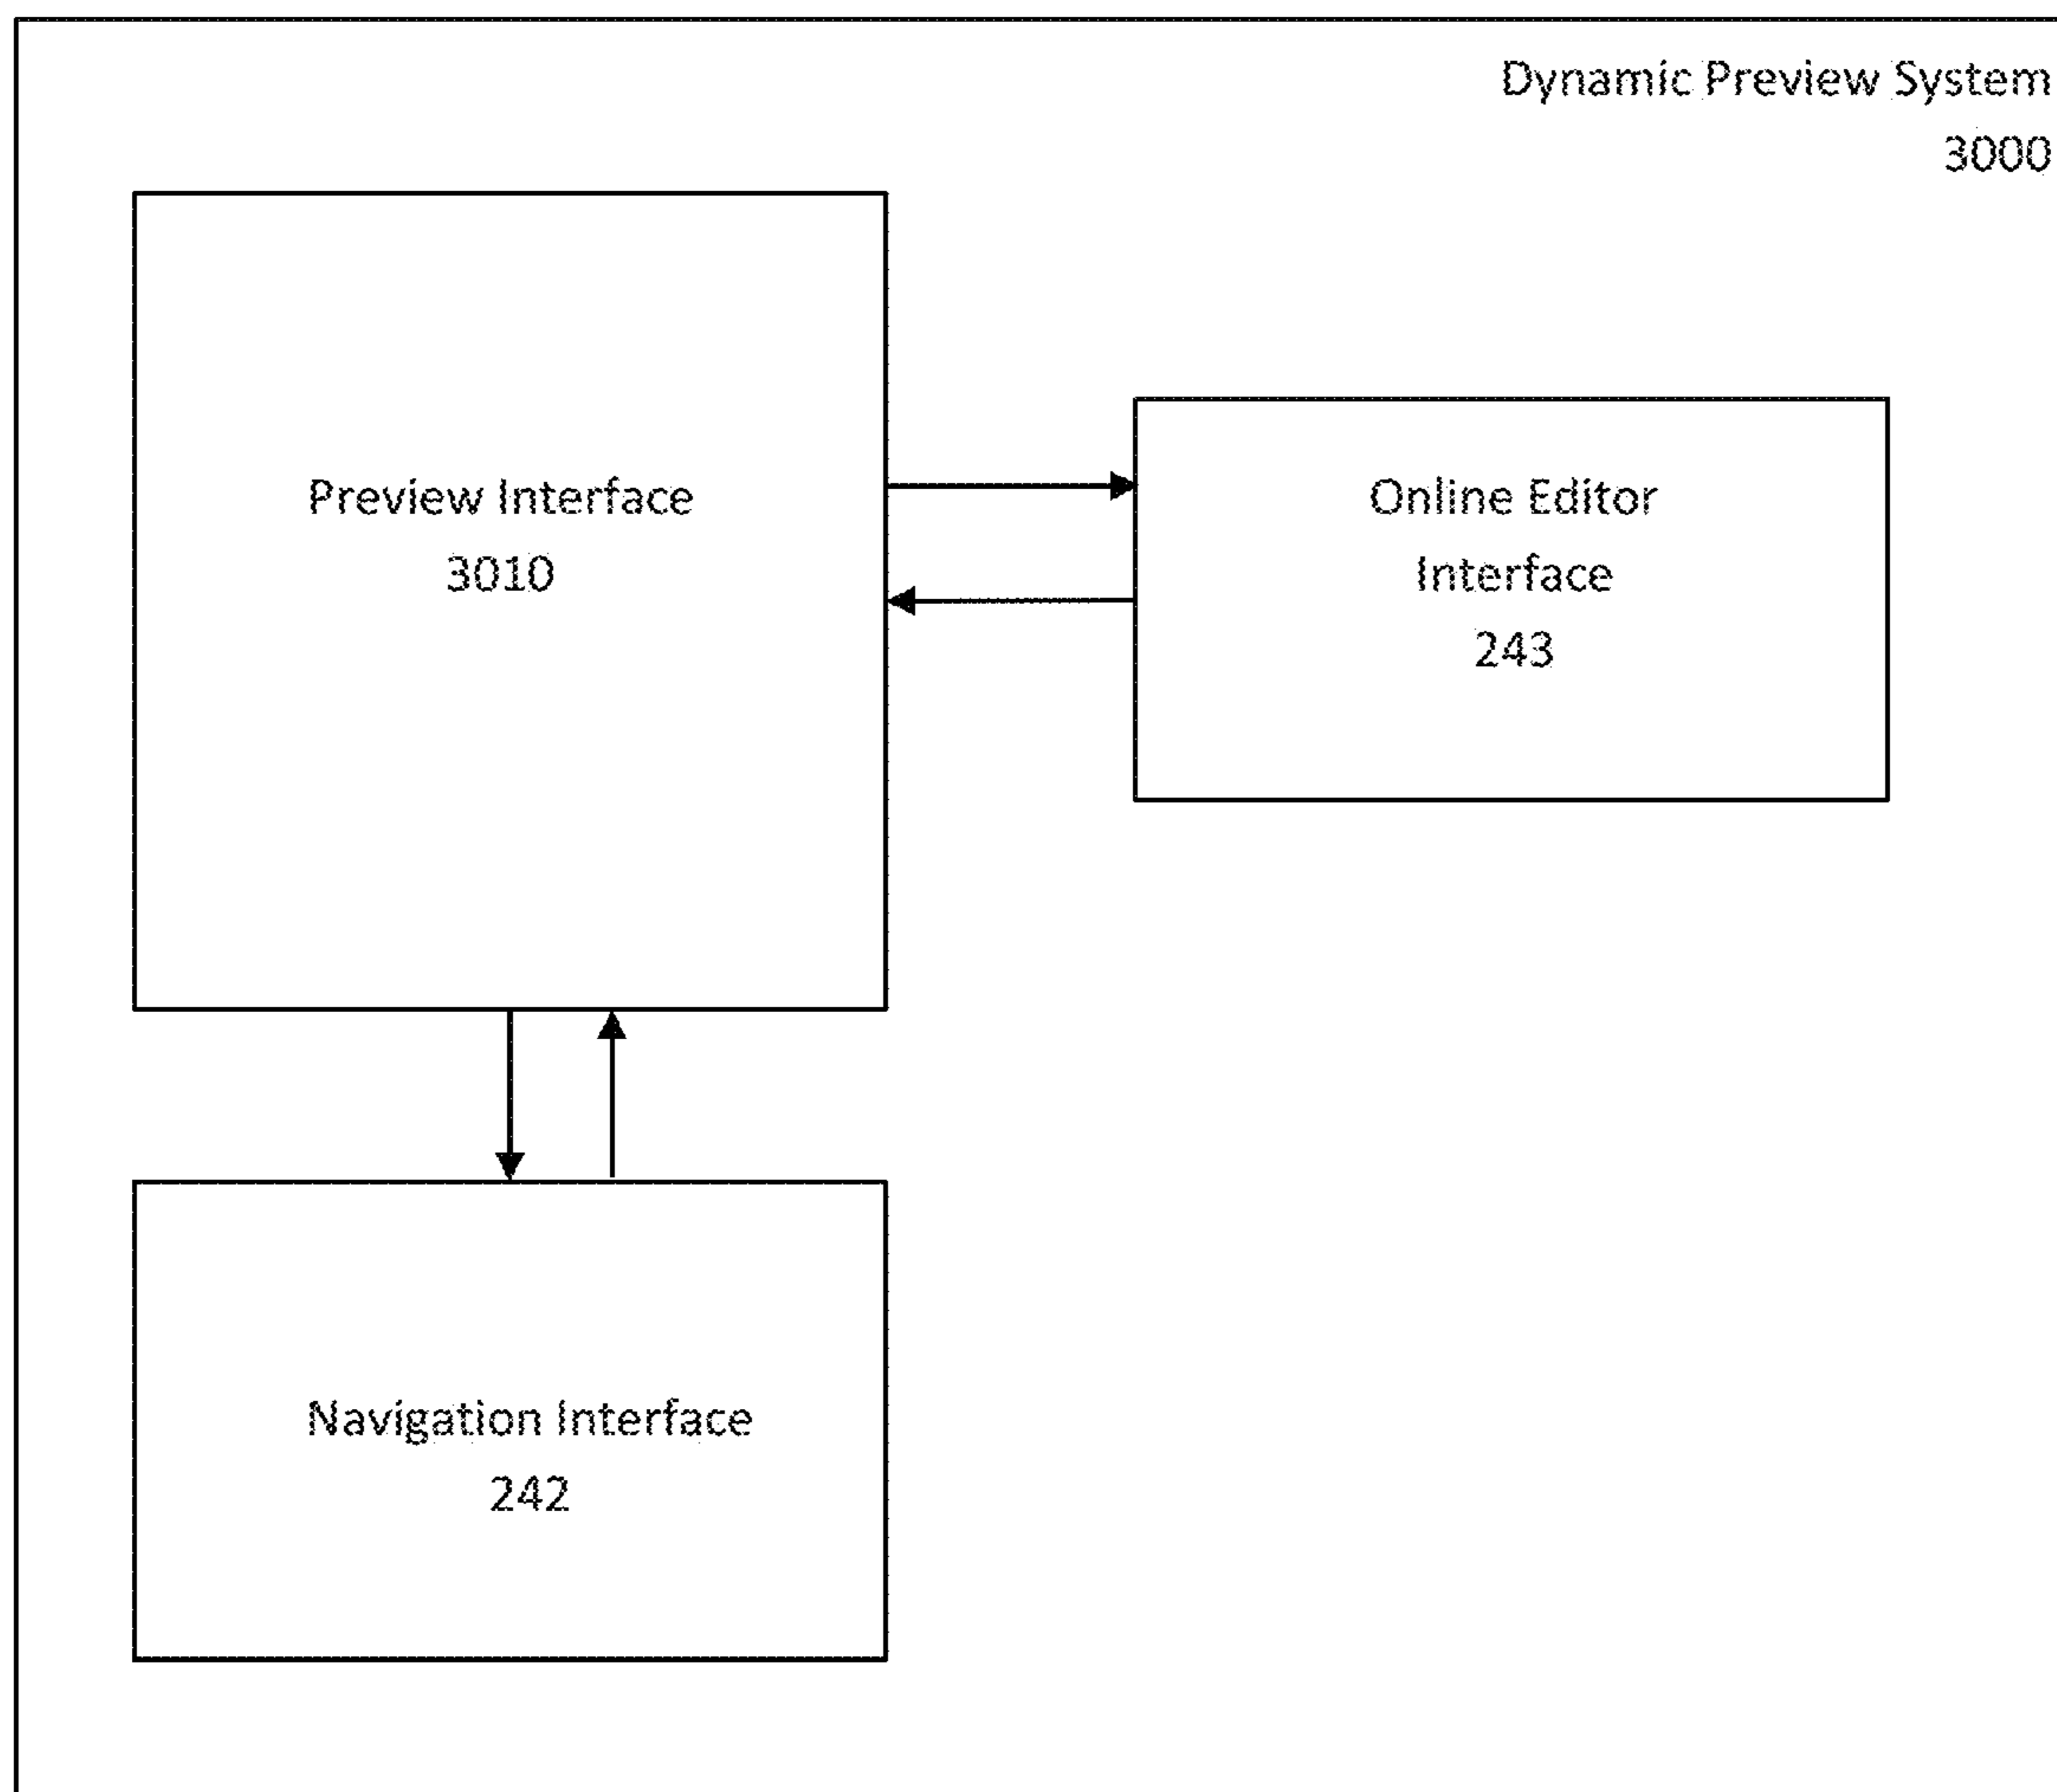 Dynamic Preview System
3000
Preview Interface
3010
Online Editor
Interface
243
Navigation Interface
242